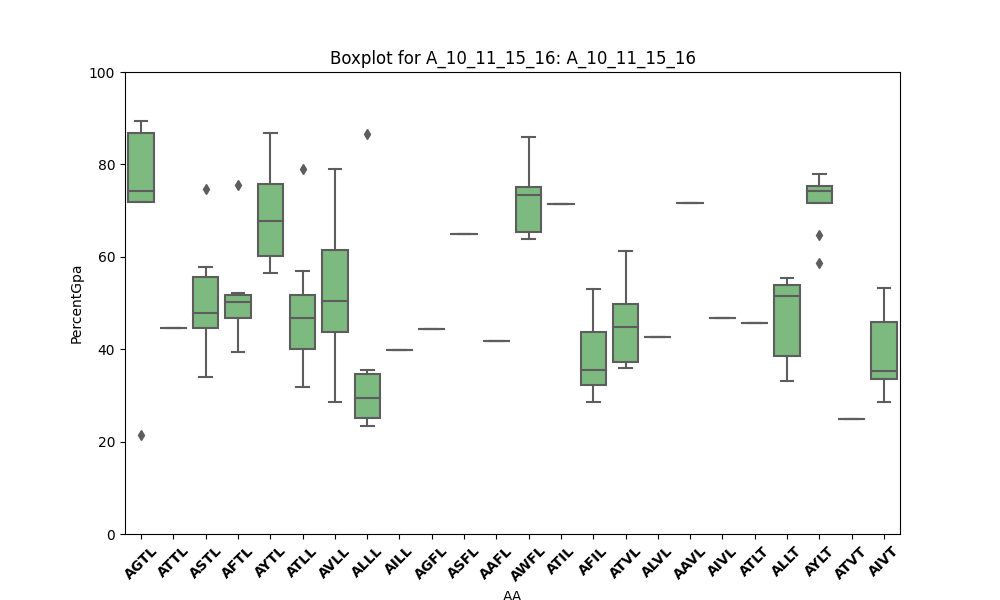 Boxplot for A_10_11_15_16: A_10_11_15_16
PercentGpa
100
80
60
40
20
0
AGTL ATTL ASTL AFTL AYTL ATLL AVLL ALLL AILL AGFL ASFL AAFL AWFL ATIL AFIL ATVL ALVL AAVL AIVL ATLT ALLT AYLT ATVT AIVT
AA